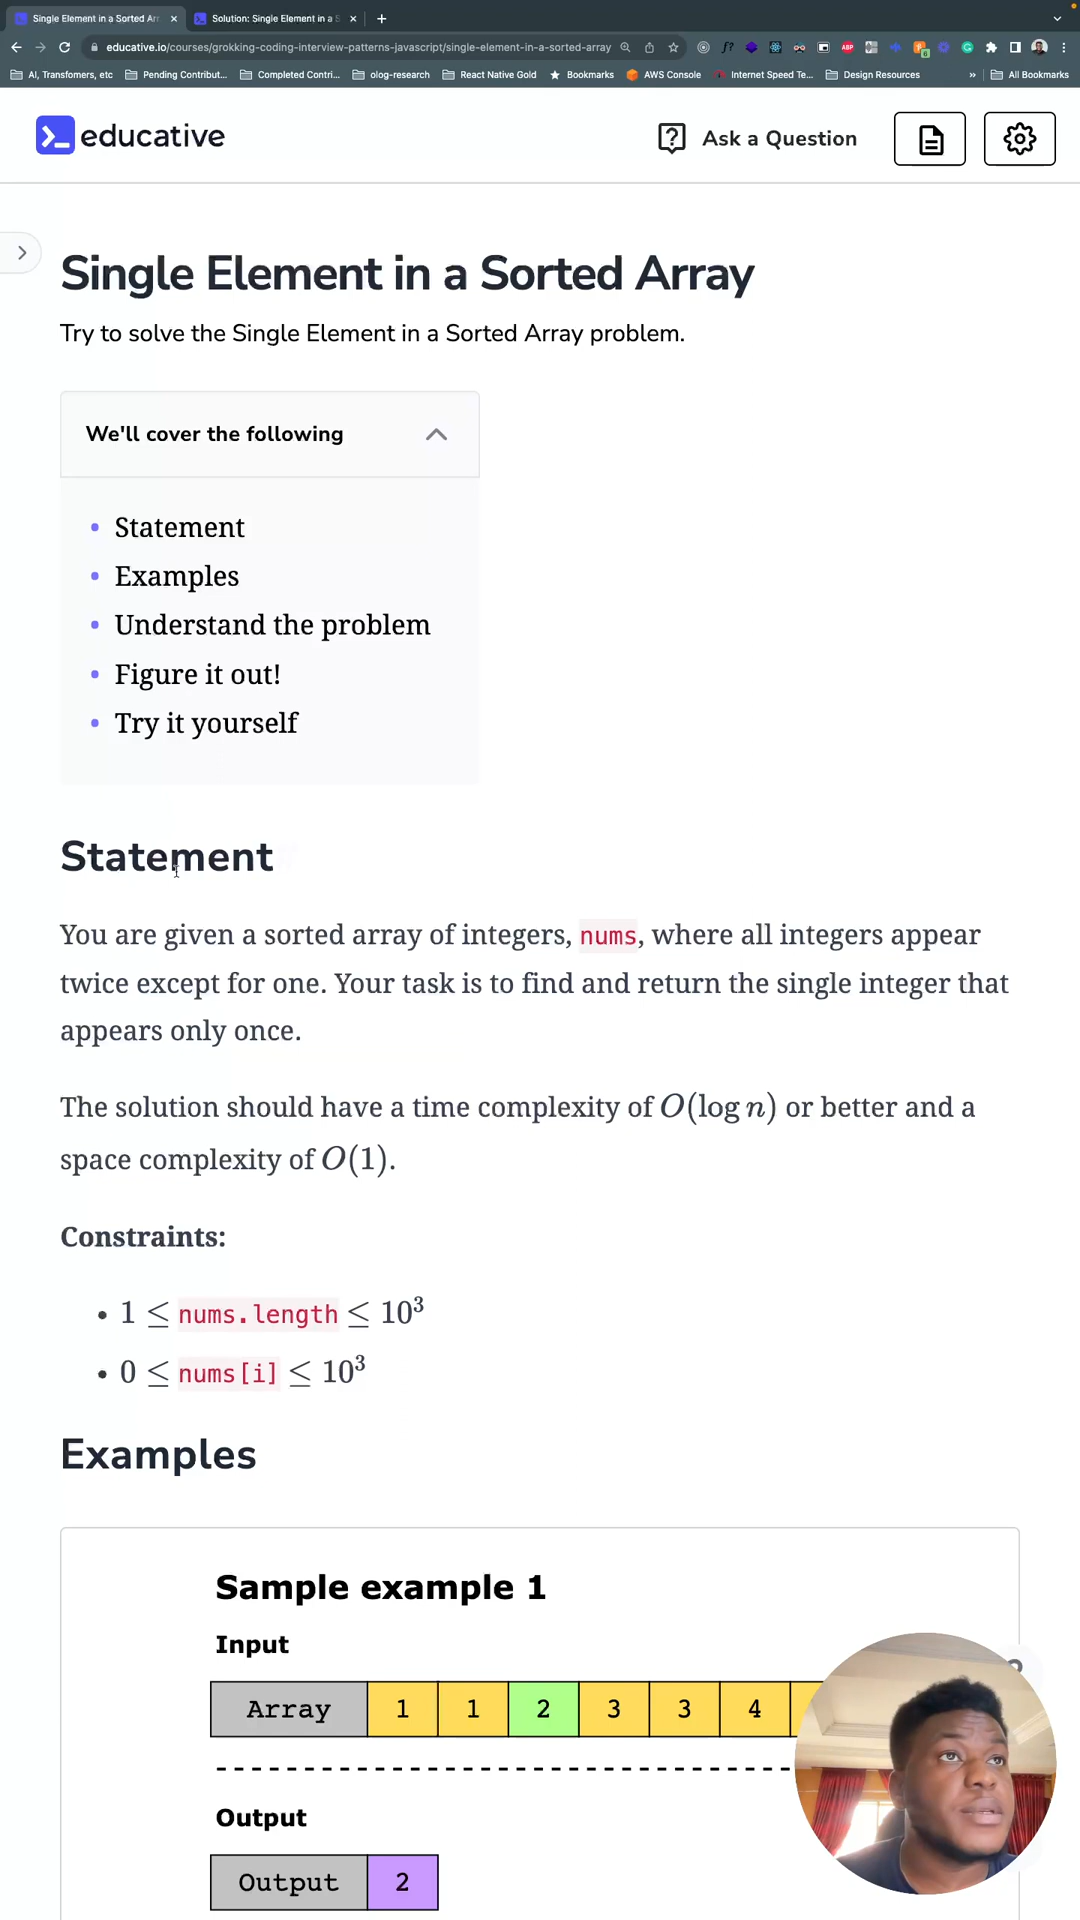 Single Element in a Sorted Arr
Solution: Single Element in a S
educative.io/courses/grokking-coding-interview-patterns-javascript/single-element-in-a-sorted-array
AI, Transfomers, etc
Pending Contribut...
Completed Contri...
olog-research
React Native Gold
Bookmarks
AWS Console
Internet Speed Te...
Design Resources
»
All Bookmarks
educative
Ask a Question
Single Element in a Sorted Array
Try to solve the Single Element in a Sorted Array problem.
We'll cover the following
• Statement
• Examples
• Understand the problem
• Figure it out!
• Try it yourself
Statement
You are given a sorted array of integers, nums, where all integers appear
twice except for one. Your task is to find and return the single integer that
appears only once.
The solution should have a time complexity of O(log n) or better and a
space complexity of O(1).
Constraints:
• 1 ≤ nums.length ≤ 10³
• 0 ≤ nums[i] ≤ 10³
Examples
Sample example 1
Input
Array 1 1 2 3 3 4
Output
Output 2